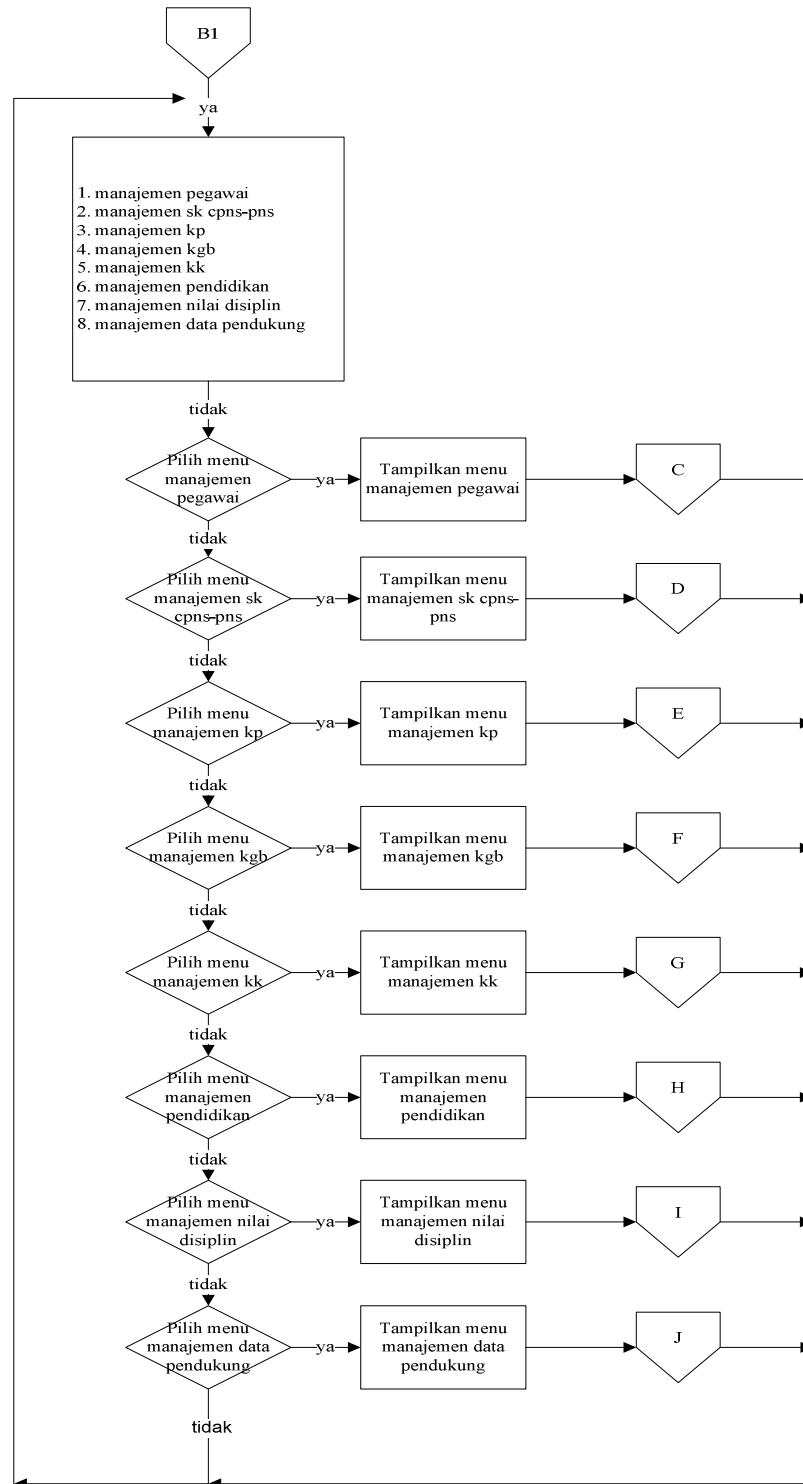 B1
ya
1. manajemen pegawai
2. manajemen sk cpns-pns
3. manajemen kp
4. manajemen kgb
5. manajemen kk
6. manajemen pendidikan
7. manajemen nilai disiplin
8. manajemen data pendukung
tidak
Pilih menu
manajemen
pegawai
ya
Tampilkan menu
manajemen pegawai
C
tidak
Pilih menu
manajemen sk
cpns-pns
ya
Tampilkan menu
manajemen sk cpns-
pns
D
tidak
Pilih menu
manajemen kp
ya
Tampilkan menu
manajemen kp
E
tidak
Pilih menu
manajemen kgb
ya
Tampilkan menu
manajemen kgb
F
tidak
Pilih menu
manajemen kk
ya
Tampilkan menu
manajemen kk
G
tidak
Pilih menu
manajemen
pendidikan
ya
Tampilkan menu
manajemen
pendidikan
H
tidak
Pilih menu
manajemen nilai
disiplin
ya
Tampilkan menu
manajemen nilai
disiplin
I
tidak
Pilih menu
manajemen data
pendukung
ya
Tampilkan menu
manajemen data
pendukung
J
tidak